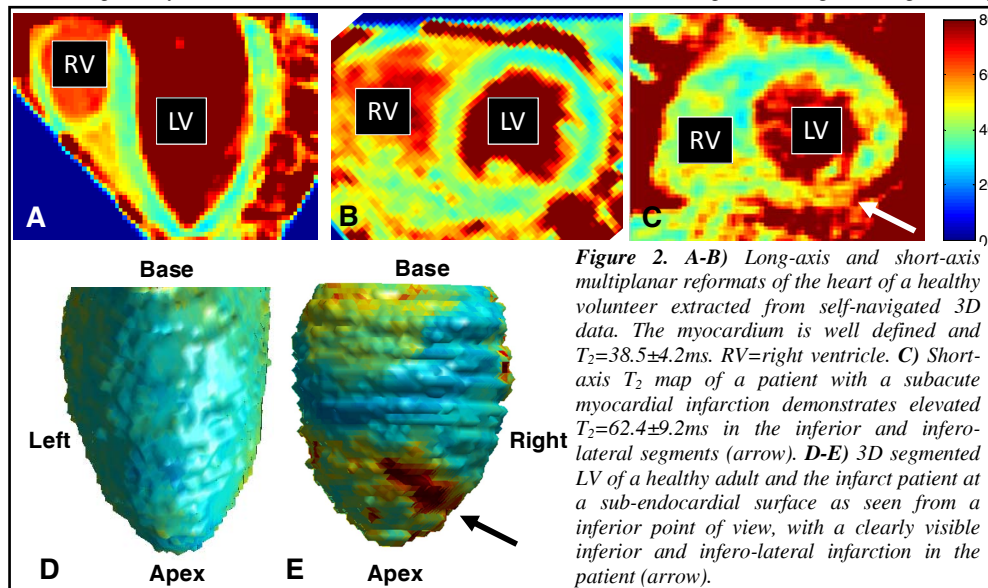 RV
LV
A
RV
LV
B
RV
LV
C
8
6
4
2
0
Base
Base
Left
Right
D
Apex
E
Apex
Figure 2. A-B) Long-axis and short-axis
multiplanar reformats of the heart of a healthy
volunteer extracted from self-navigated 3D
data. The myocardium is well defined and
T2=38.5±4.2ms. RV=right ventricle. C) Short-
axis T2 map of a patient with a subacute
myocardial infarction demonstrates elevated
T2=62.4±9.2ms in the inferior and infero-
lateral segments (arrow). D-E) 3D segmented
LV of a healthy adult and the infarct patient at
a sub-endocardial surface as seen from a
inferior point of view, with a clearly visible
inferior and infero-lateral infarction in the
patient (arrow).